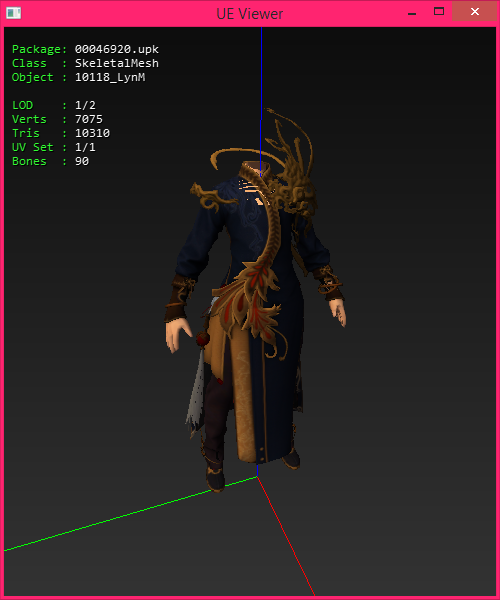 UE Viewer
Package: 00046920.upk
Class  : SkeletalMesh
Object : 10118_LynM
LOD    : 1/2
Verts  : 7075
Tris   : 10310
UV Set : 1/1
Bones  : 90